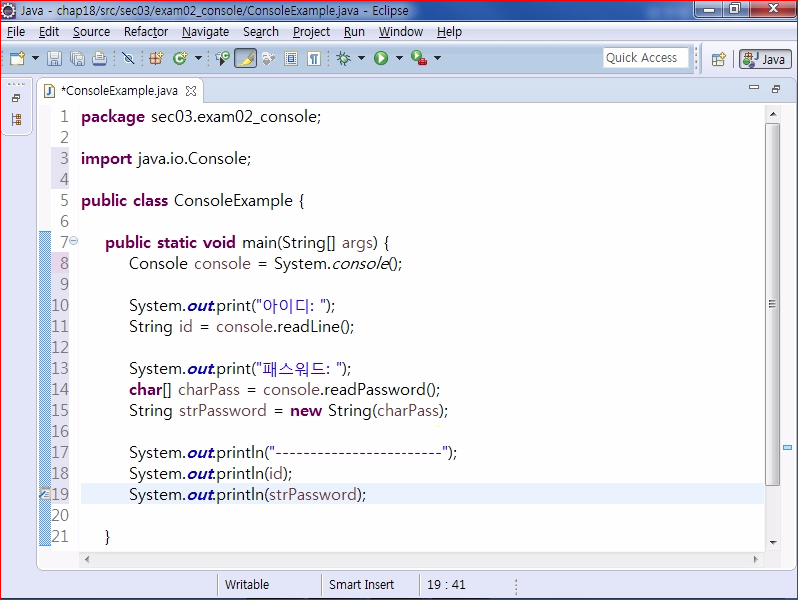 Java - chap18/src/sec03/exam02_console/ConsoleExample.java - Eclipse
File Edit Source Refactor Navigate Search Project Run Window Help
Quick Access Java
*ConsoleExample.java
1 package sec03.exam02_console;
2
3 import java.io.Console;
4
5 public class ConsoleExample {
6
7 public static void main(String[] args) {
8 Console console = System.console();
9
10 System.out.print("아이디: ");
11 String id = console.readLine();
12
13 System.out.print("패스워드: ");
14 char[] charPass = console.readPassword();
15 String strPassword = new String(charPass);
16
17 System.out.println("------------------------");
18 System.out.println(id);
19 System.out.println(strPassword);
20
21 }
Writable Smart Insert 19 : 41